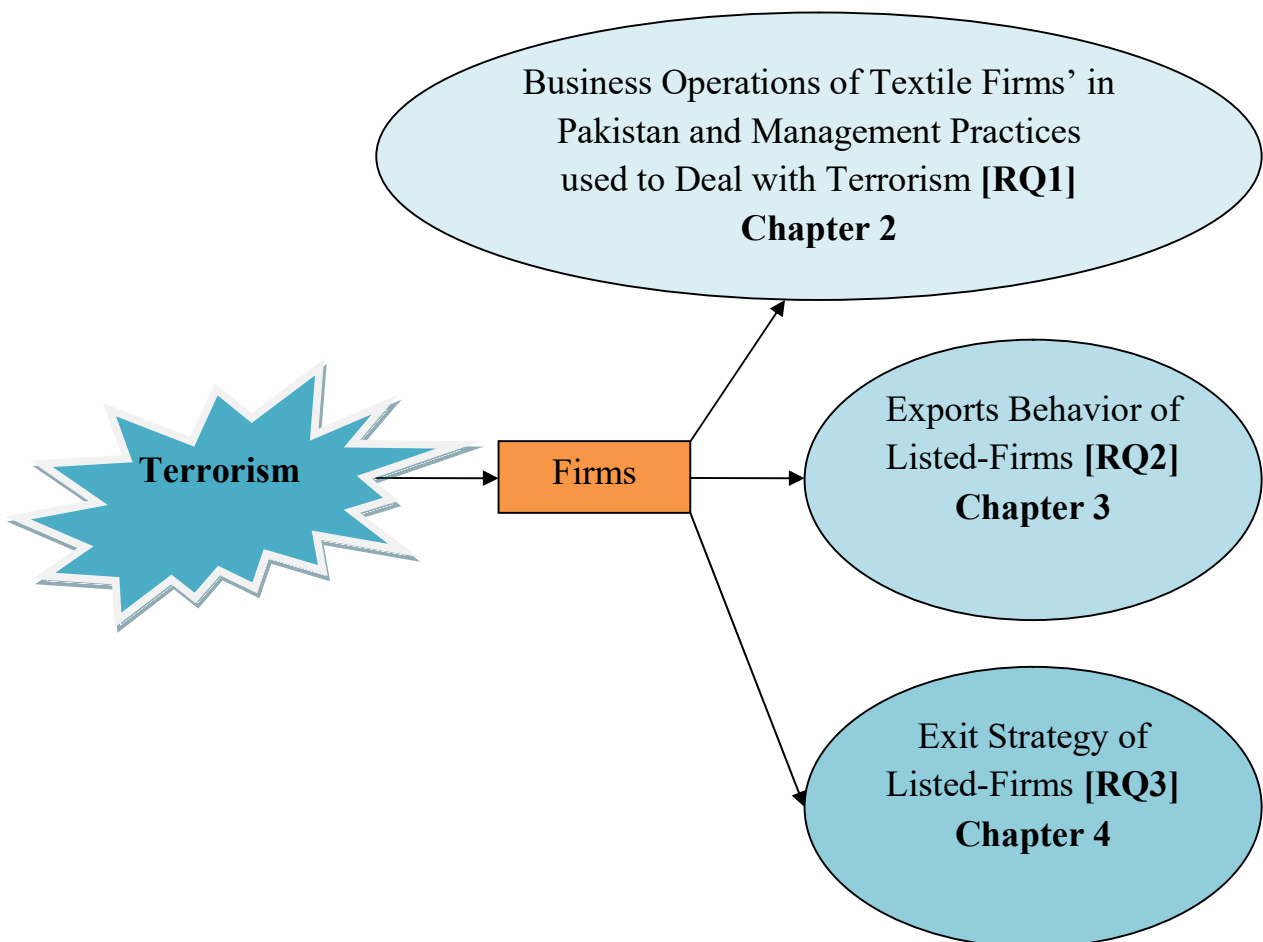 Business Operations of Textile Firms’ in
Pakistan and Management Practices
used to Deal with Terrorism [RQ1]
Chapter 2
Terrorism
Firms
Exports Behavior of
Listed-Firms [RQ2]
Chapter 3
Exit Strategy of
Listed-Firms [RQ3]
Chapter 4